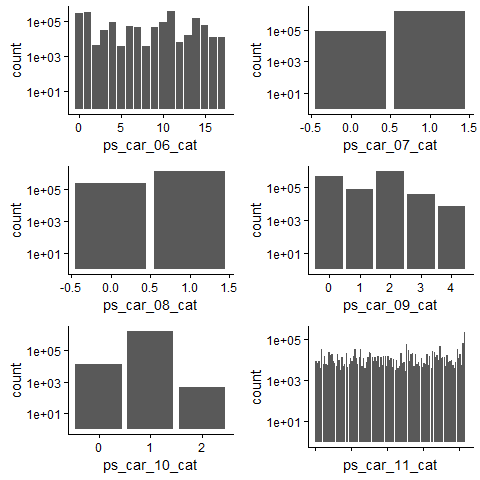 count
1e+05
1e+03
1e+01
0 5 10 15
ps_car_06_cat
count
1e+05
1e+03
1e+01
-0.5 0.0 0.5 1.0 1.5
ps_car_07_cat
count
1e+05
1e+03
1e+01
-0.5 0.0 0.5 1.0 1.5
ps_car_08_cat
count
1e+05
1e+03
1e+01
0 1 2 3 4
ps_car_09_cat
count
1e+05
1e+03
1e+01
0 1 2
ps_car_10_cat
count
1e+05
1e+03
1e+01
ps_car_11_cat